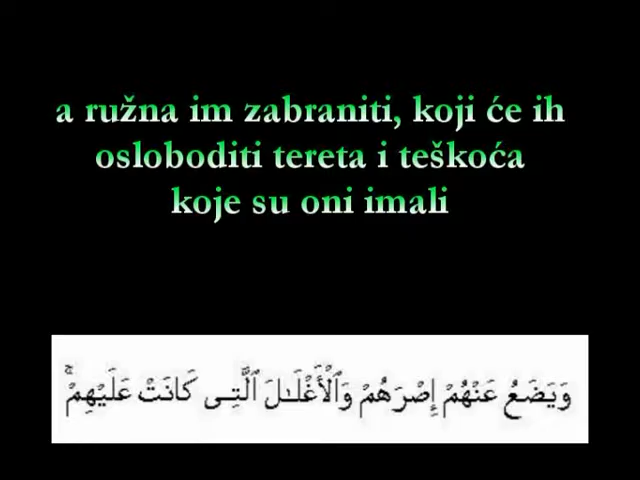 a ružna im zabraniti, koji će ih
osloboditi tereta i teškoća
koje su oni imali
وَيَضَعُ عَنْهُمْ إِصْرَهُمْ وَٱلْأَغْلَـٰلَ ٱلَّتِى كَانَتْ عَلَيْهِمْ ۚ